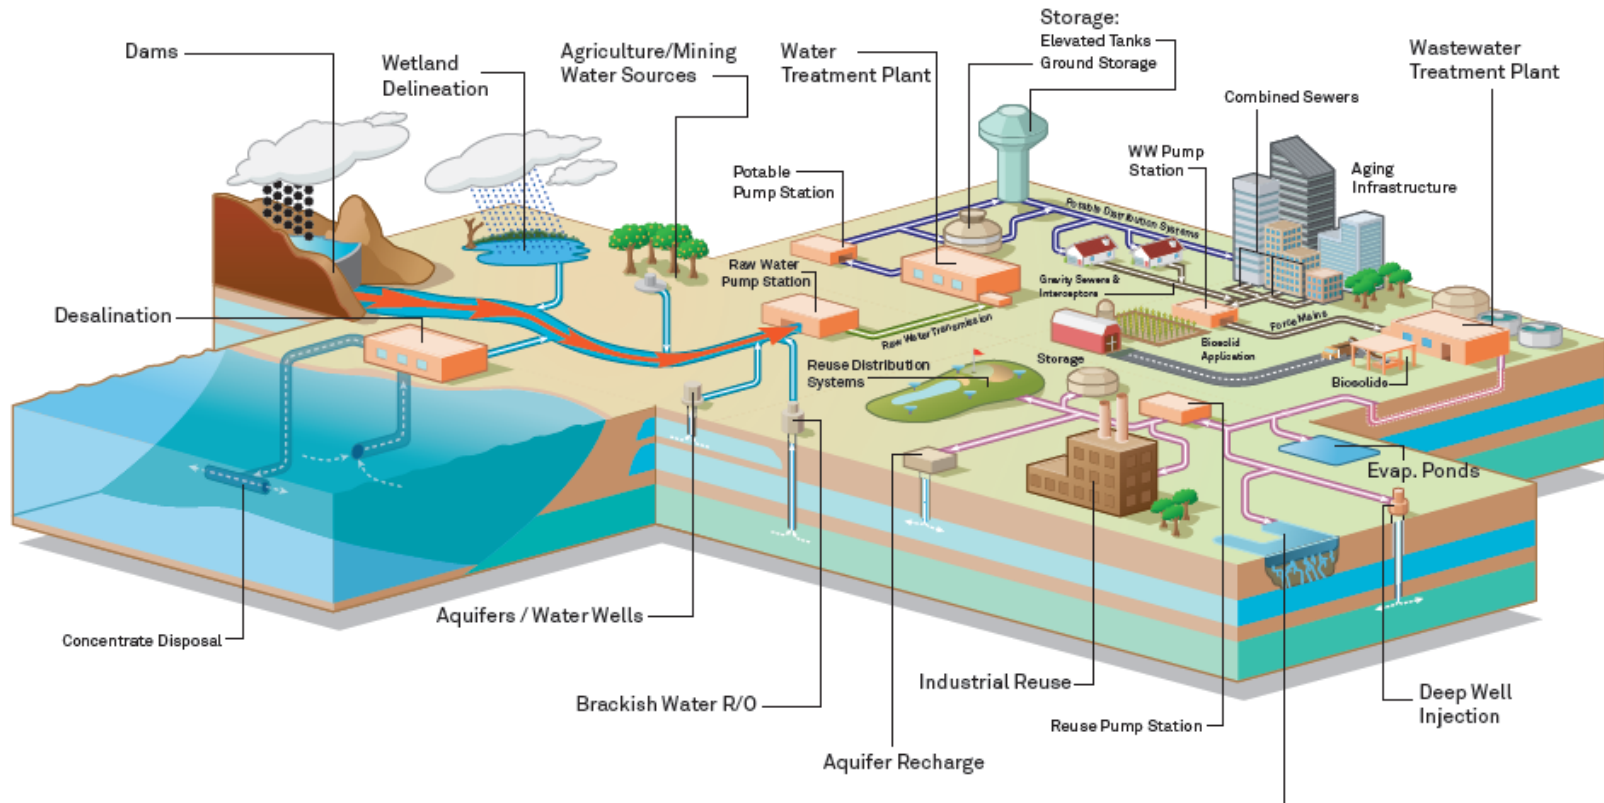 Dams
Wetland
Delineation
Agriculture/Mining
Water Sources
Water
Treatment Plant
Storage:
Elevated Tanks
Ground Storage
Wastewater
Treatment Plant
Combined Sewers
WW Pump
Station
Aging
Infrastructure
Potable
Pump Station
Potable Distribution Systems
Raw Water
Pump Station
Gravity Sewers &
Interceptors
Desalination
Raw Water Transmission
Force Mains
Storage
Biosolid
Application
Reuse Distribution
Systems
Biosolids
Evap. Ponds
Aquifers / Water Wells
Concentrate Disposal
Brackish Water R/O
Industrial Reuse
Reuse Pump Station
Deep Well
Injection
Aquifer Recharge